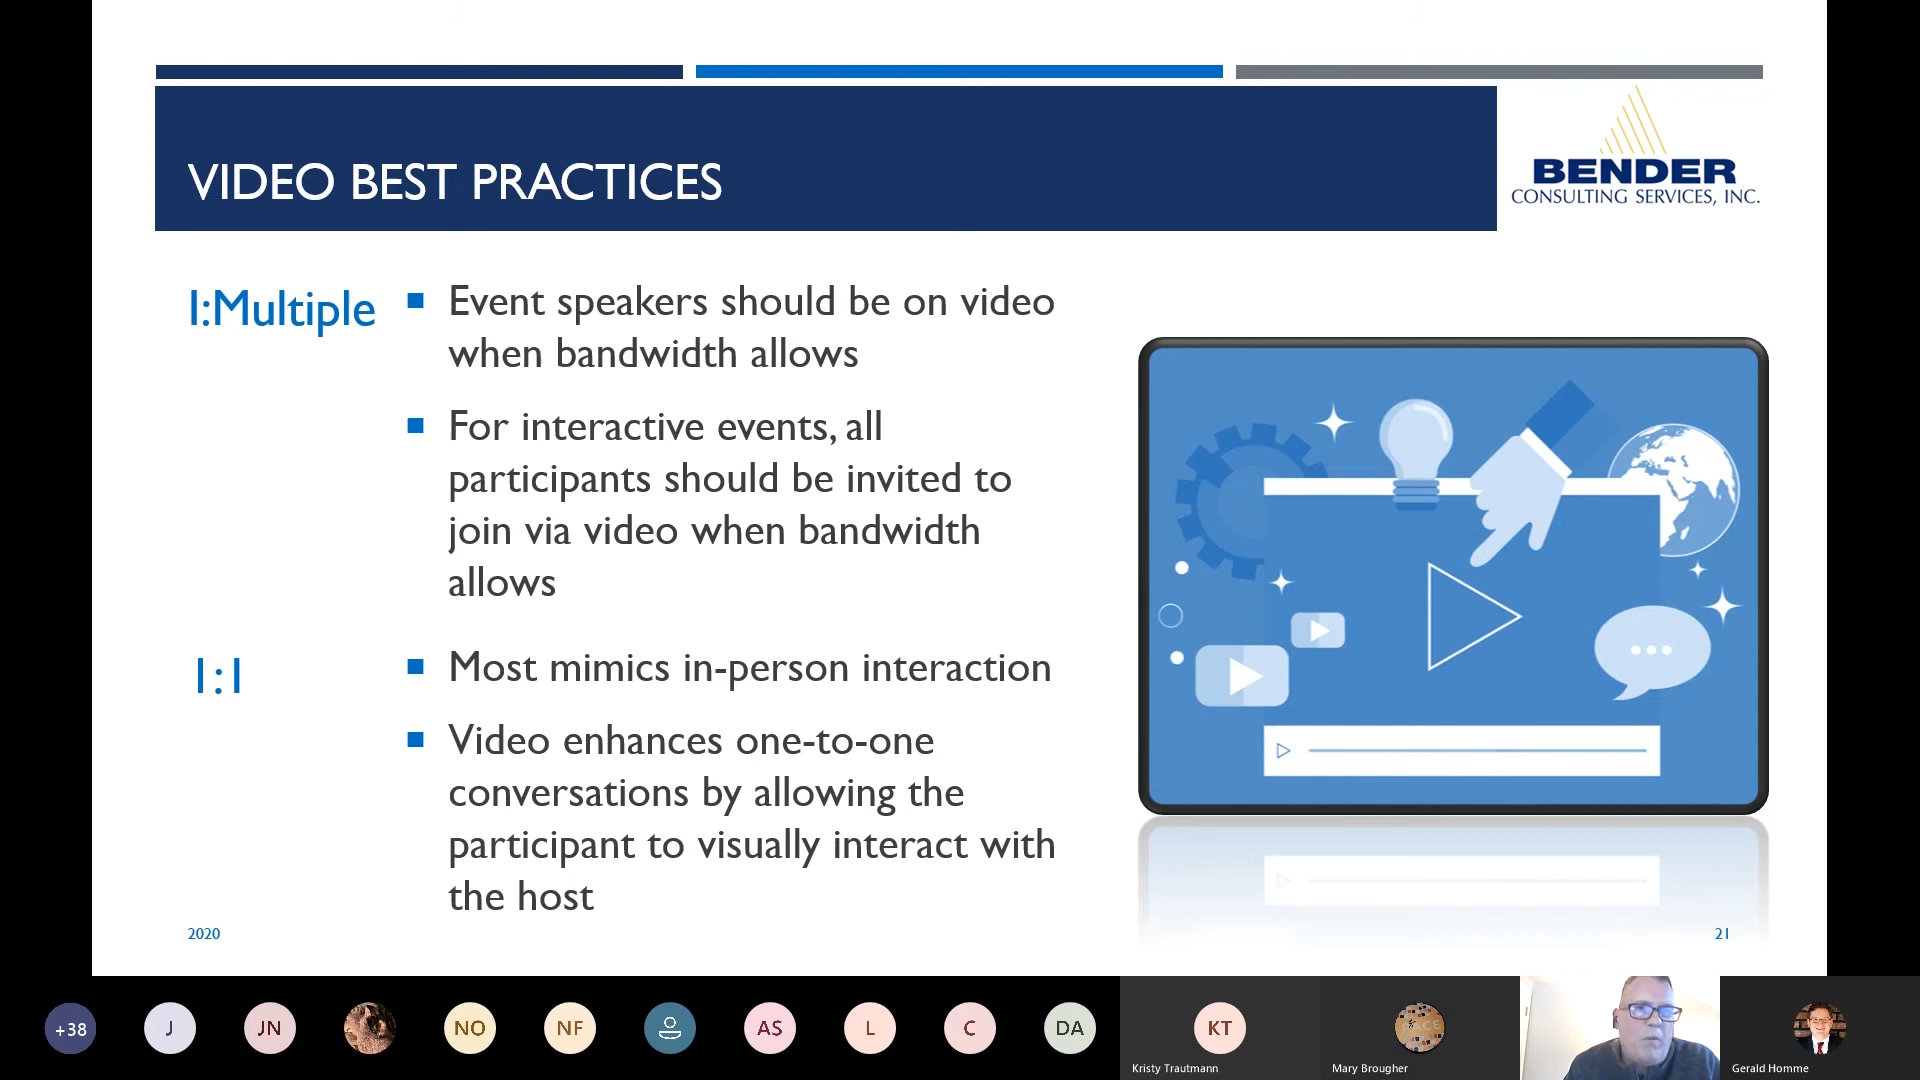 VIDEO BEST PRACTICES
BENDER
CONSULTING SERVICES, INC.
1:Multiple
Event speakers should be on video
when bandwidth allows
For interactive events, all
participants should be invited to
join via video when bandwidth
allows
1:1
Most mimics in-person interaction
Video enhances one-to-one
conversations by allowing the
participant to visually interact with
the host
2020
21
+38
J
JN
NO
NF
AS
L
C
DA
KT
Kristy Trautmann
Mary Brougher
Gerald Homme